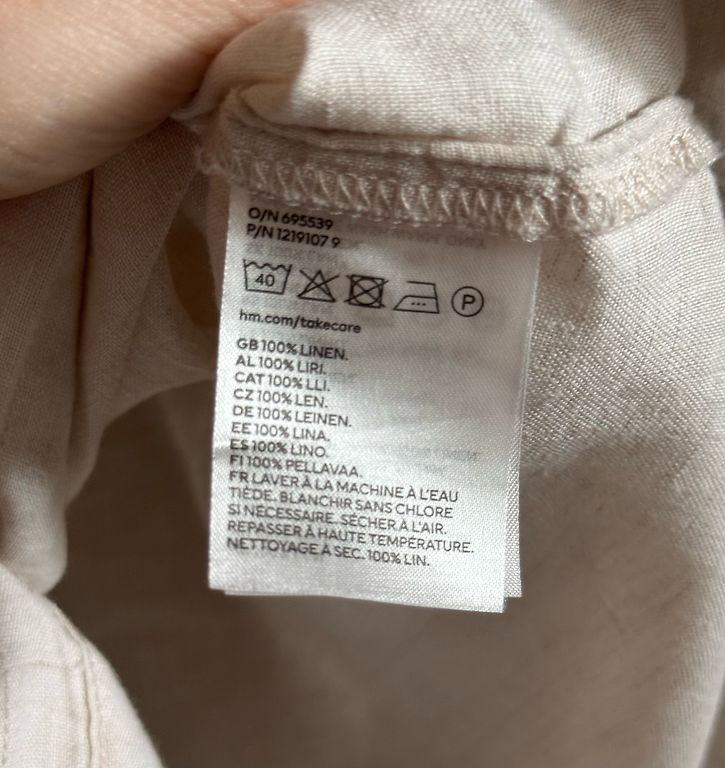 O/N 695539
P/N 1219107 9
40 P
hm.com/takecare
GB 100% LINEN.
AL 100% LIRI.
CAT 100% LLI.
CZ 100% LEN.
DE 100% LEINEN.
EE 100% LINA.
ES 100% LINO.
FI 100% PELLAVAA.
FR LAVER À LA MACHINE À L'EAU
TIÈDE. BLANCHIR SANS CHLORE
SI NÉCESSAIRE. SÉCHER À L'AIR.
REPASSER À HAUTE TEMPÉRATURE.
NETTOYAGE À SEC. 100% LIN.